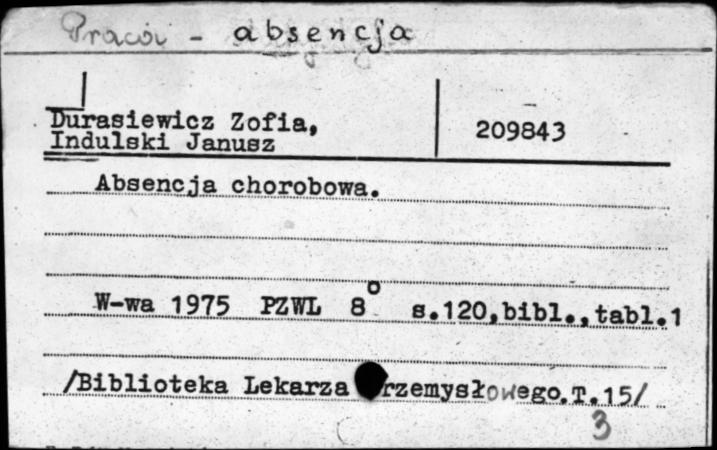 Praca - absencja
Durasiewicz Zofia,
Indulski Janusz
209843
Absencja chorobowa.
W-wa 1975 PZWL 8° s.120,bibl.,tabl.1
/Biblioteka Lekarza rzemysłowego.T.15/
3